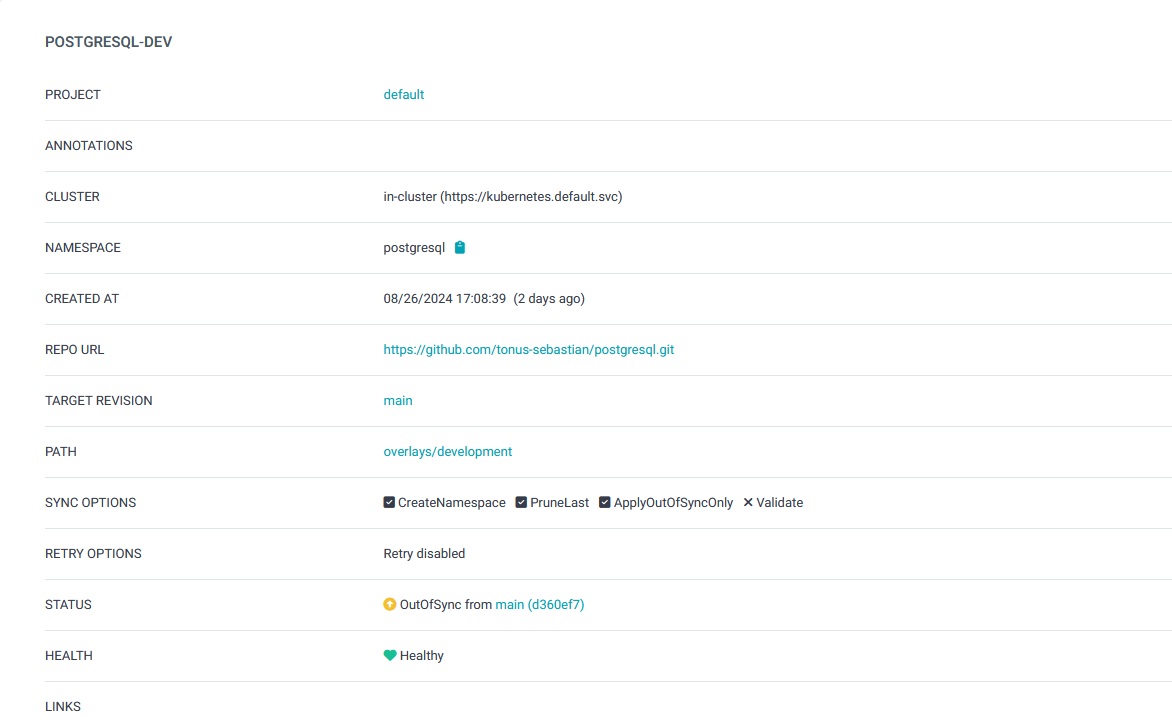 POSTGRESQL-DEV
PROJECT default
ANNOTATIONS
CLUSTER in-cluster (https://kubernetes.default.svc)
NAMESPACE postgresql
CREATED AT 08/26/2024 17:08:39 (2 days ago)
REPO URL https://github.com/tonus-sebastian/postgresql.git
TARGET REVISION main
PATH overlays/development
SYNC OPTIONS CreateNamespace PruneLast ApplyOutOfSyncOnly Validate
RETRY OPTIONS Retry disabled
STATUS OutOfSync from main (d360ef7)
HEALTH Healthy
LINKS